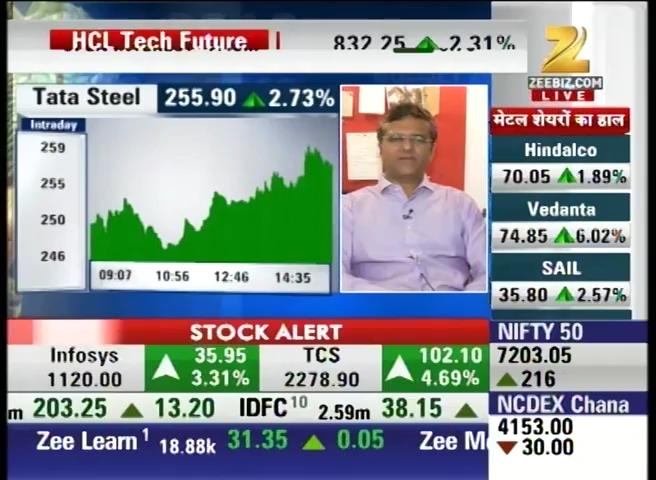 HCL Tech Future 832.25 2.31%
ZEEBIZ.COM
LIVE
Tata Steel 255.90 2.73%
Intraday
259
255
250
246
09:07 10:56 12:46 14:35
मेटल शेयरों का हाल
Hindalco
70.05 1.89%
Vedanta
74.85 6.02%
SAIL
35.80 2.57%
STOCK ALERT
Infosys 35.95 TCS 102.10
1120.00 3.31% 2278.90 4.69%
NIFTY 50
7203.05
216
m 203.25 13.20 IDFC 10 2.59m 38.15
NCDEX Chana
4153.00
30.00
Zee Learn 1 18.88k 31.35 0.05 Zee M